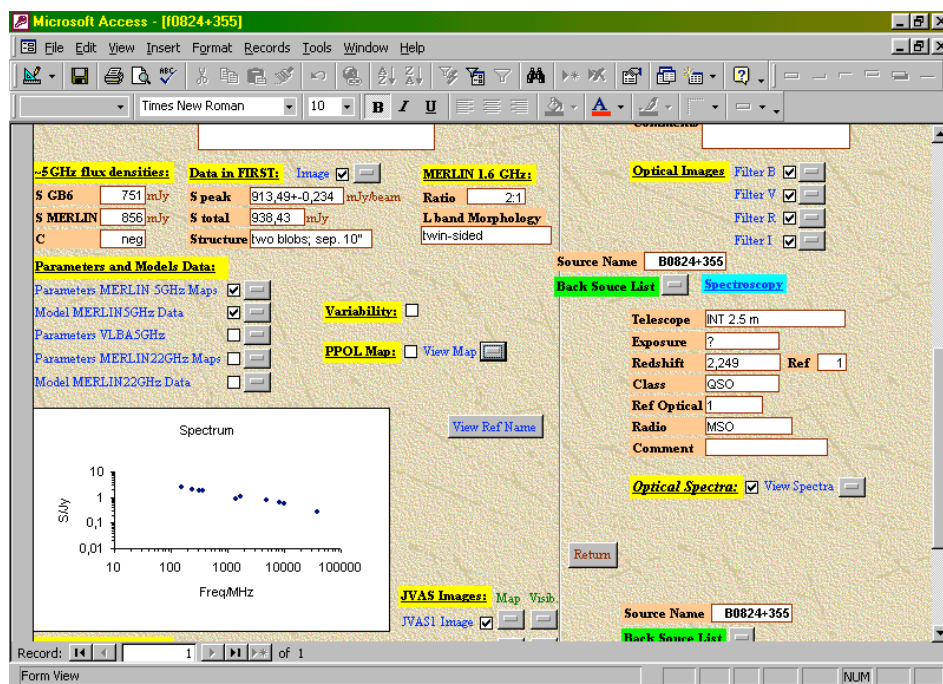 Microsoft Access - [f0824+355]
File Edit View Insert Format Records Tools Window Help
Times New Roman 10 B I U
Comments
~5GHz flux densities:
S GB6 751 mJy
S MERLIN 856 mJy
C neg
Data in FIRST: Image
S peak 913,49+-0,234 mJy/beam
S total 938,43 mJy
Structure two blobs; sep. 10"
MERLIN 1.6 GHz:
Ratio 2:1
L band Morphology
twin-sided
Optical Images Filter B
Filter V
Filter R
Filter I
Source Name B0824+355
Back Souce List Spectroscopy
Parameters and Models Data:
Parameters MERLIN 5GHz Maps
Model MERLIN5GHz Data
Parameters VLBA5GHz
Parameters MERLIN22GHz Maps
Model MERLIN22GHz Data
Variability:
PPOL Map: View Map
Telescope INT 2.5 m
Exposure ?
Redshift 2,249 Ref 1
Class QSO
Ref Optical 1
Radio MSO
Comment
View Ref Name
Optical Spectra: View Spectra
Spectrum
S/Jy
10
1
0,1
0,01
10 100 1000 10000 100000
Freq/MHz
Return
JVAS Images: Map Visib.
JVAS1 Image
Source Name B0824+355
Back Souce List
Record: 1 of 1
Form View NUM